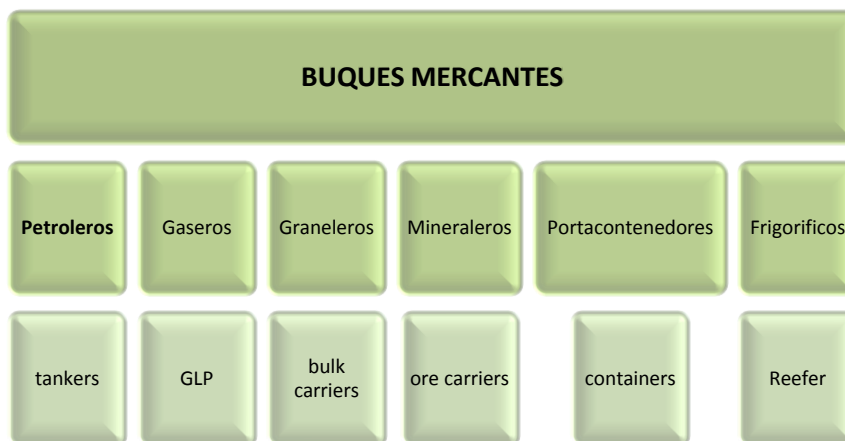 BUQUES MERCANTES
Petroleros
Gaseros
Graneleros
Mineraleros
Portacontenedores
Frigorificos
tankers
GLP
bulk
carriers
ore carriers
containers
Reefer